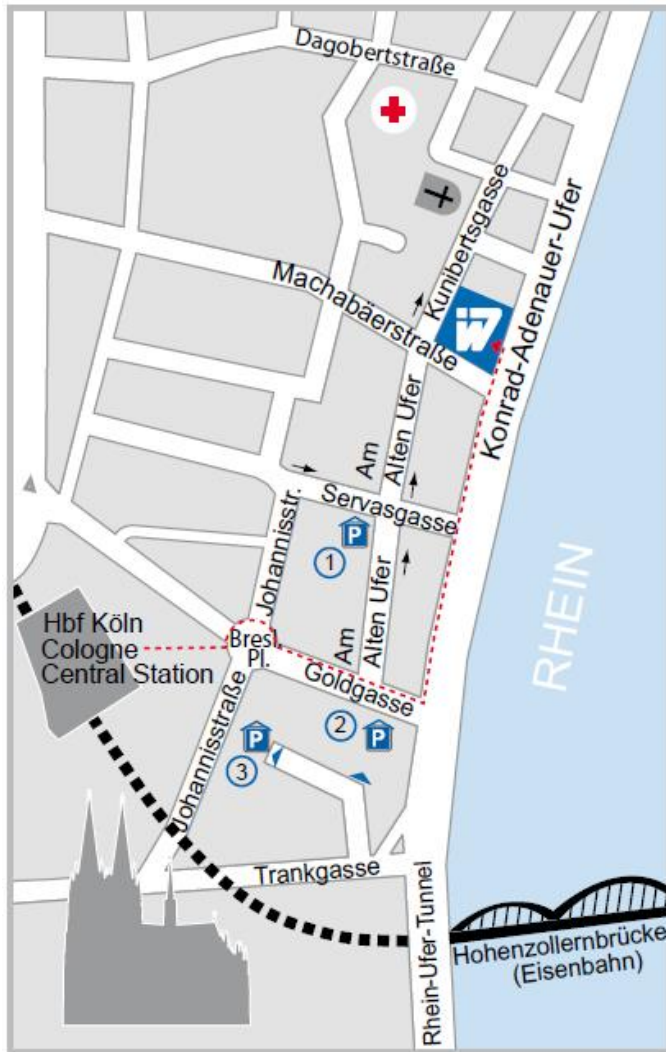 Dagobertstraße
Kunibertsgasse
Konrad-Adenauer-Ufer
Machabäerstraße
iW
Am
Alten Ufer
Servasgasse
Johannisstr.
P
1
RHEIN
Hbf Köln
Cologne
Central Station
Bresl.
Pl.
Am
Alten Ufer
Goldgasse
2
P
P
3
Johannisstraße
Trankgasse
Rhein-Ufer-Tunnel
Hohenzollernbrücke
(Eisenbahn)